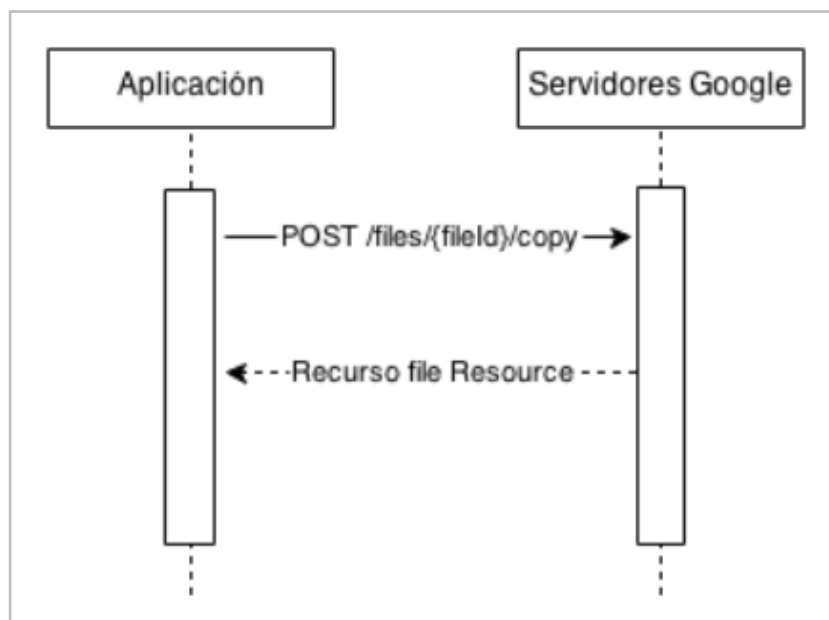 Aplicación
Servidores Google
POST /files/{fileId}/copy
Recurso file Resource